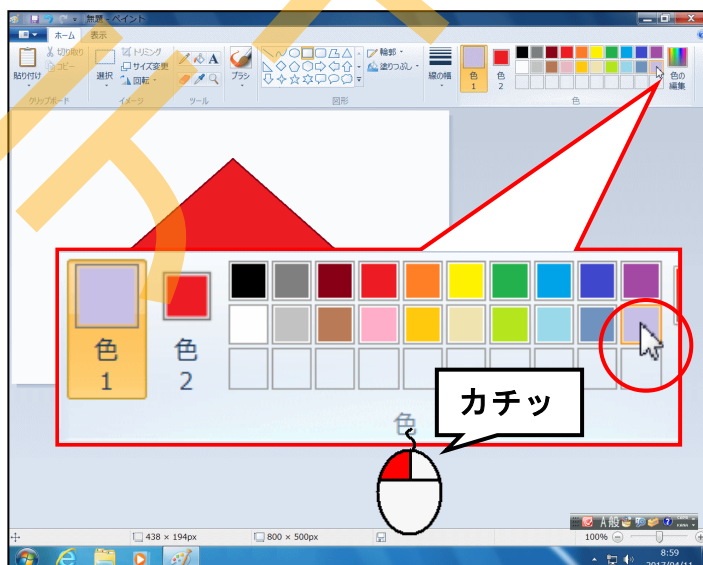 無題 - ペイント
ホーム 表示
貼り付け
切り取り
コピー
クリップボード
選択
トリミング
サイズ変更
回転
イメージ
A
ツール
ブラシ
図形
輪郭
塗りつぶし
線の幅
色
1
色
2
色の
編集
色
色
1
色
2
色
カチッ
A 般
438 × 194px
800 × 500px
100%
8:59
2017/04/11